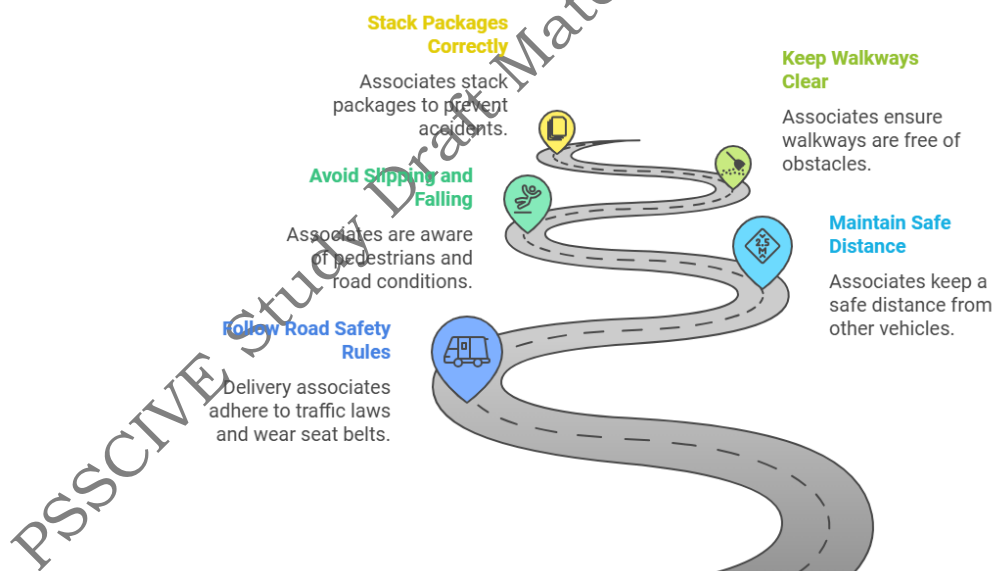 Stack Packages
Correctly
Associates stack
packages to prevent
accidents.
Keep Walkways
Clear
Associates ensure
walkways are free of
obstacles.
Avoid Slipping and
Falling
Associates are aware
of pedestrians and
road conditions.
Maintain Safe
Distance
Associates keep a
safe distance from
other vehicles.
2.5
M
Follow Road Safety
Rules
Delivery associates
adhere to traffic laws
and wear seat belts.
PSSCIVE Study Draft Mate